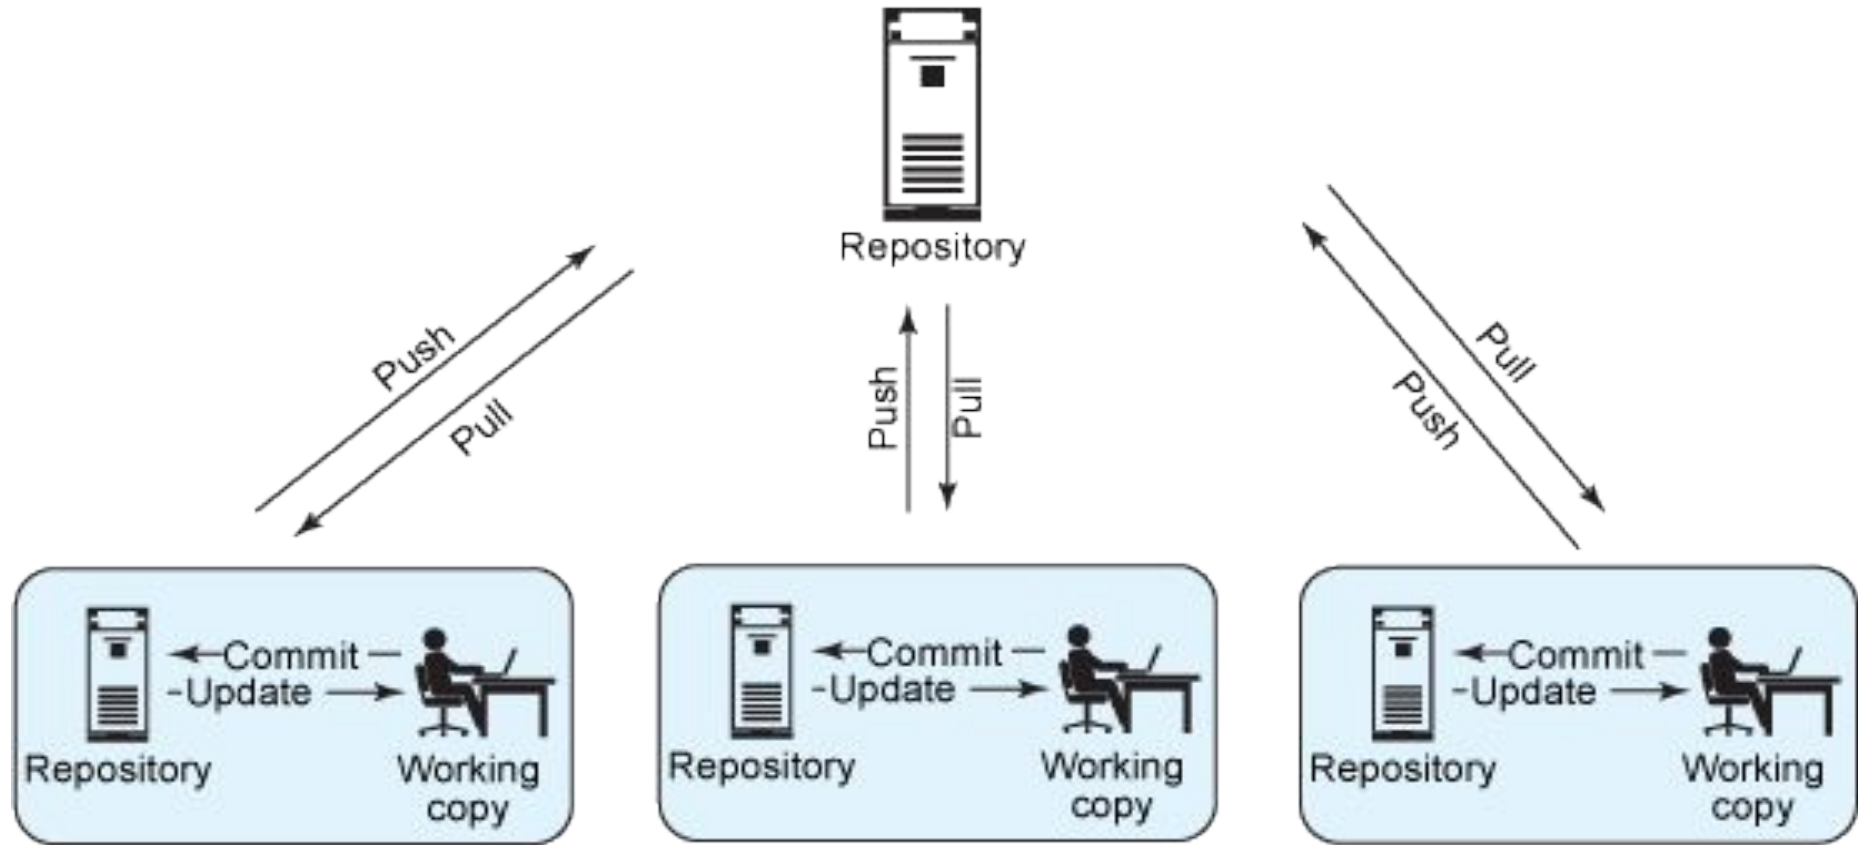 Repository
Push
Pull
Push
Pull
Pull
Push
Commit
Update
Repository
Working
copy
Commit
Update
Repository
Working
copy
Commit
Update
Repository
Working
copy